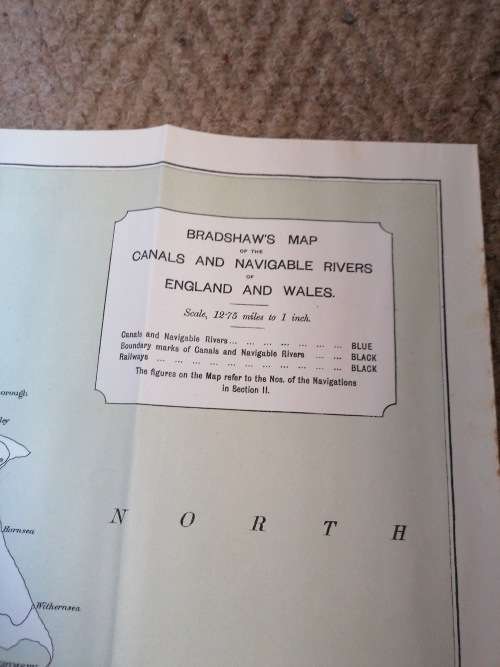 BRADSHAW'S MAP
OF THE
CANALS AND NAVIGABLE RIVERS
OF
ENGLAND AND WALES.
Scale, 12·75 miles to 1 inch.
Canals and Navigable Rivers ... ... ... ... ... ... ... BLUE
Boundary marks of Canals and Navigable Rivers ... ... BLACK
Railways ... ... ... ... ... ... ... ... ... ... ... BLACK
The figures on the Map refer to the Nos. of the Navigations
in Section II.
orough
ley
N O R T H
Hornsea
Withernsea